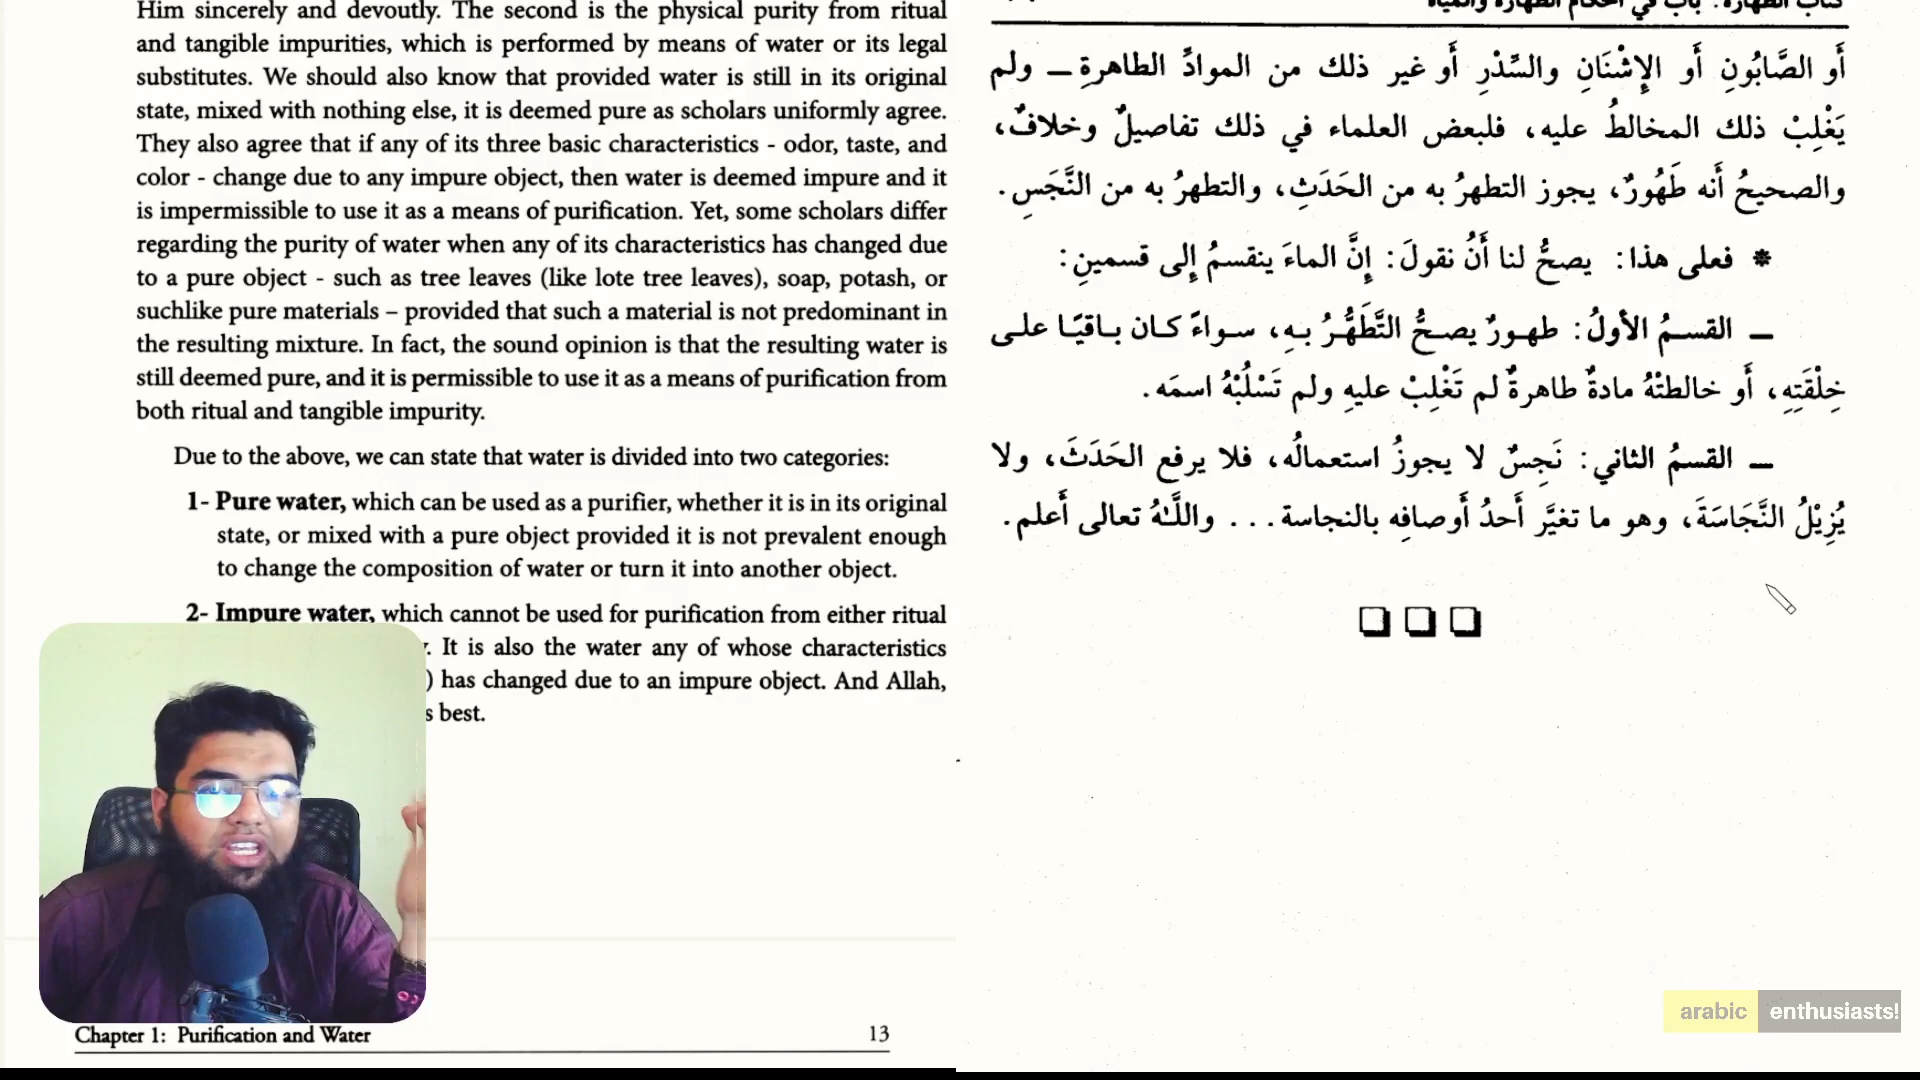 Him sincerely and devoutly. The second is the physical purity from ritual
and tangible impurities, which is performed by means of water or its legal
substitutes. We should also know that provided water is still in its original
state, mixed with nothing else, it is deemed pure as scholars uniformly agree.
They also agree that if any of its three basic characteristics - odor, taste, and
color - change due to any impure object, then water is deemed impure and it
is impermissible to use it as a means of purification. Yet, some scholars differ
regarding the purity of water when any of its characteristics has changed due
to a pure object - such as tree leaves (like lote tree leaves), soap, potash, or
suchlike pure materials – provided that such a material is not predominant in
the resulting mixture. In fact, the sound opinion is that the resulting water is
still deemed pure, and it is permissible to use it as a means of purification from
both ritual and tangible impurity.
Due to the above, we can state that water is divided into two categories:
1- Pure water, which can be used as a purifier, whether it is in its original
state, or mixed with a pure object provided it is not prevalent enough
to change the composition of water or turn it into another object.
2- Impure water, which cannot be used for purification from either ritual
. It is also the water any of whose characteristics
) has changed due to an impure object. And Allah,
s best.
Chapter 1: Purification and Water
13
كتاب الطهارة: باب في أحكام الطهارة والمياه
أَو الصَّابُونِ أَو الإِشْنَانِ والسِّدْرِ أَو غير ذلك من الموادِّ الطاهرةِ ــ ولم
يَغْلِبْ ذلك المخالطُ عليه، فلبعض العلماء في ذلك تفاصيلٌ وخلافٌ،
والصحيحُ أَنه طَهُورٌ، يجوز التطهرُ به من الحَدَثِ، والتطهرُ به من النَّجَسِ.
* فعلى هذا: يصحُّ لنا أَنْ نقولَ: إِنَّ الماءَ ينقسمُ إِلى قسمينِ:
ــ القسمُ الأولُ: طهورٌ يصحُّ التَّطَهُّرُ بهِ، سواءً كان باقيًا على
خِلْقَتِهِ، أَو خالطتْهُ مادةٌ طاهرةٌ لم تَغْلِبْ عليهِ ولم تَسْلُبْهُ اسمَه.
ــ القسمُ الثاني: نَجِسٌ لا يجوزُ استعمالُه، فلا يرفع الحَدَثَ، ولا
يُزِيْلُ النَّجَاسَةَ، وهو ما تغيَّر أَحدُ أَوصافِه بالنجاسة... واللَّهُ تعالى أَعلم.
arabic enthusiasts!